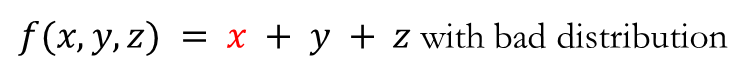 f(x, y, z) = x + y + z with bad distribution